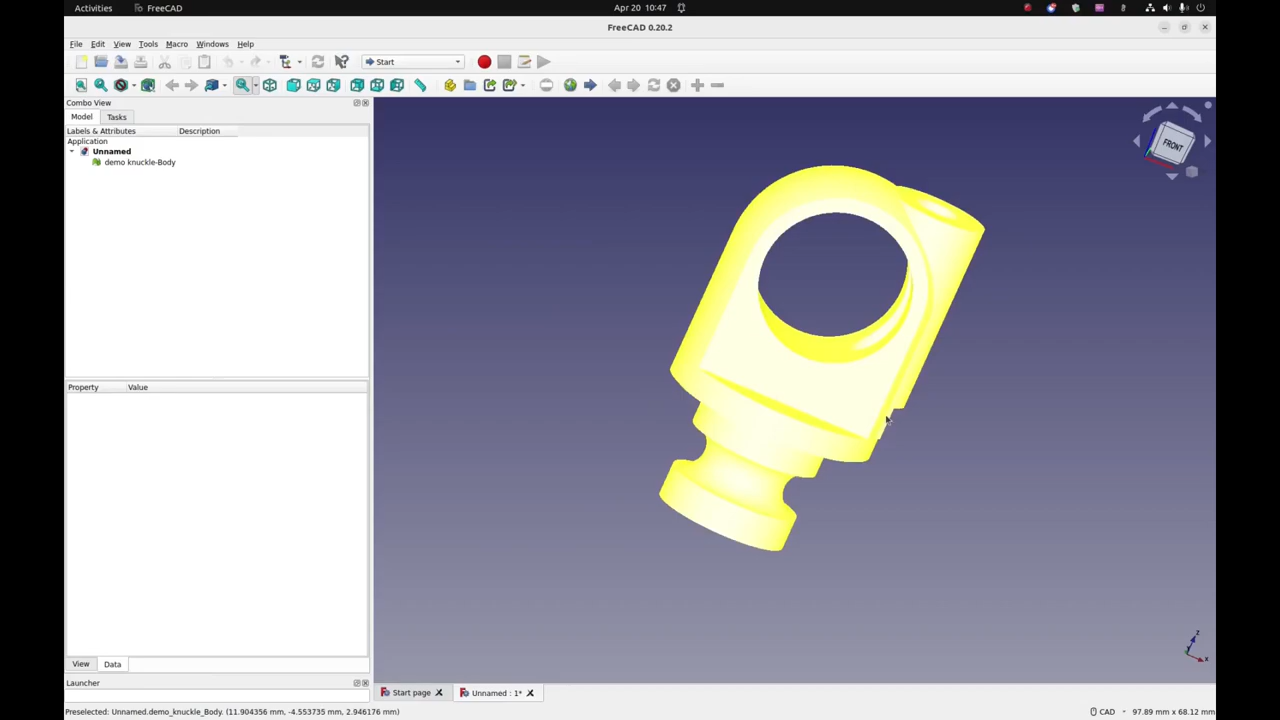 Activities FreeCAD Apr 20 10:47
FreeCAD 0.20.2
File Edit View Tools Macro Windows Help
Start
Combo View
Model Tasks
Labels & Attributes Description
Application
Unnamed
demo knuckle-Body
FRONT
Property Value
z
x
View Data
Launcher
Start page Unnamed : 1*
Preselected: Unnamed.demo_knuckle_Body. (11.904356 mm, -4.553735 mm, 2.946176 mm) CAD 97.89 mm x 68.12 mm